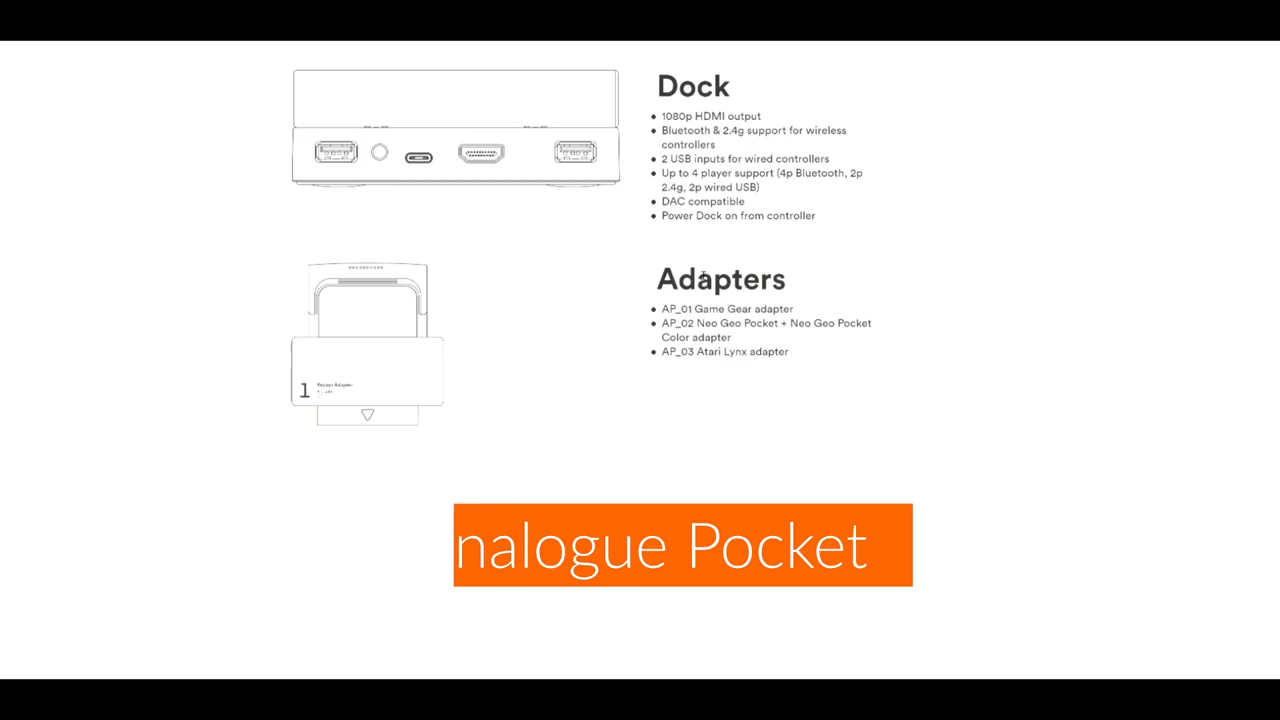 Dock
• 1080p HDMI output
• Bluetooth & 2.4g support for wireless
controllers
• 2 USB inputs for wired controllers
• Up to 4 player support (4p Bluetooth, 2p
2.4g, 2p wired USB)
• DAC compatible
• Power Dock on from controller
Adapters
• AP_01 Game Gear adapter
• AP_02 Neo Geo Pocket + Neo Geo Pocket
Color adapter
• AP_03 Atari Lynx adapter
1
Pocket Adapter
nalogue Pocket